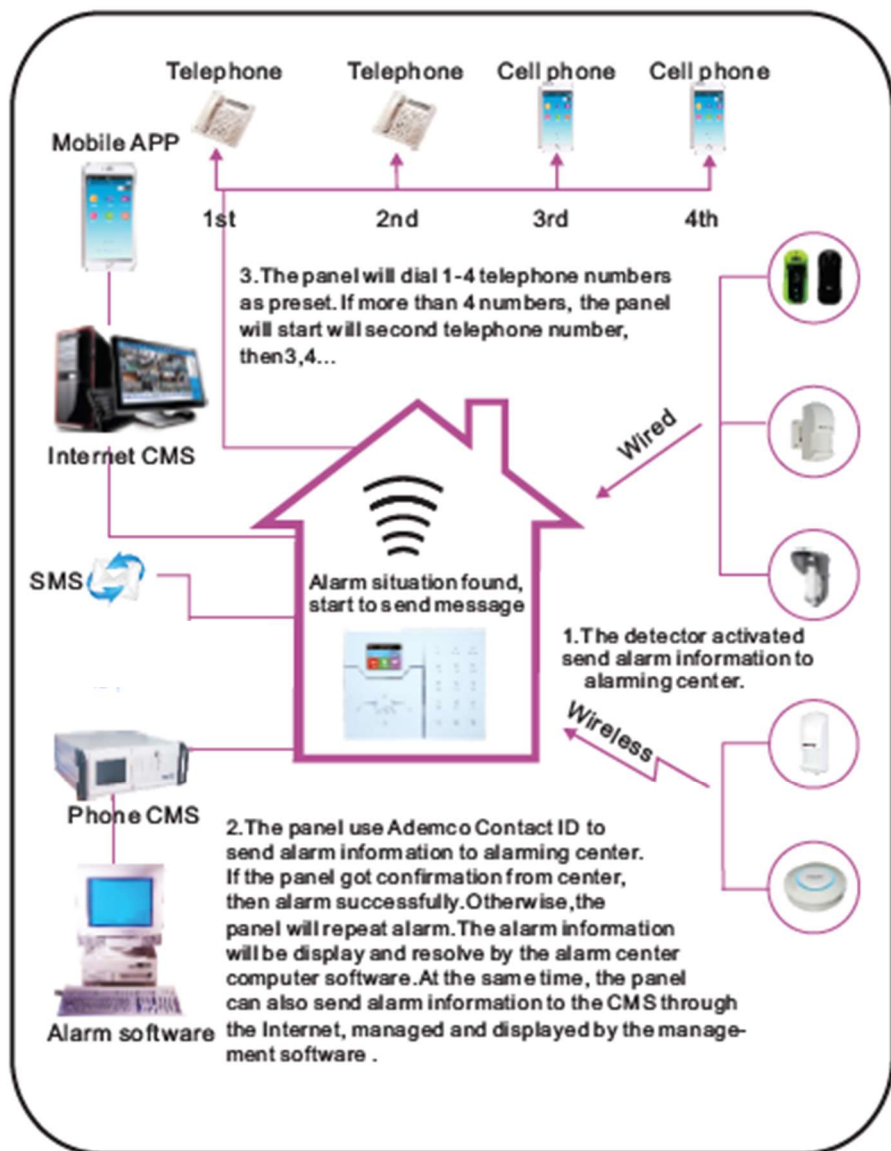 Telephone
Telephone
Cell phone
Cell phone
Mobile APP
1st
2nd
3rd
4th
3.The panel will dial 1-4 telephone numbers
as preset. If more than 4 numbers, the panel
will start will second telephone number,
then3,4...
Internet CMS
Wired
SMS
Alarm situation found,
start to send message
1.The detector activated
send alarm information to
alarming center.
Wireless
Phone CMS
2.The panel use Ademco Contact ID to
send alarm information to alarming center.
If the panel got confirmation from center,
then alarm successfully.Otherwise,the
panel will repeat alarm.The alarm information
will be display and resolve by the alarm center
computer software.At the same time, the panel
can also send alarm information to the CMS through
the Internet, managed and displayed by the manage-
ment software .
Alarm software